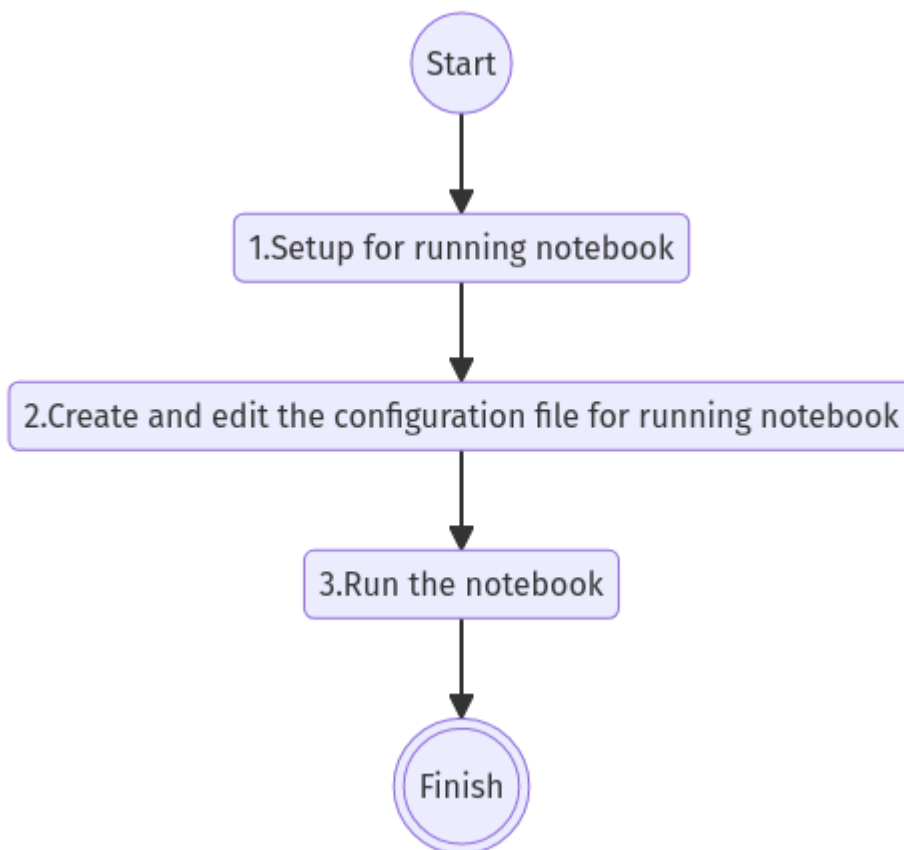 Start
1.Setup for running notebook
2.Create and edit the configuration file for running notebook
3.Run the notebook
Finish